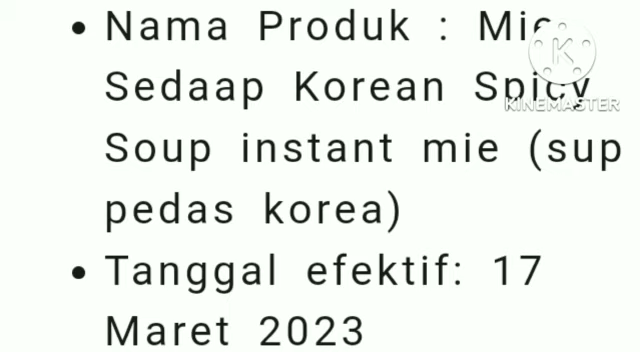 • Nama Produk : Mie
Sedaap Korean Spicy
Soup instant mie (sup
pedas korea)
• Tanggal efektif: 17
Maret 2023
K
KINEMASTER